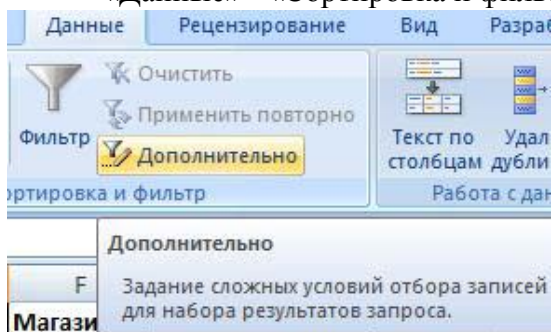 Данные Рецензирование Вид
Очистить
Применить повторно
Фильтр
Дополнительно
Текст по
столбцам
и фильтр
Работа с
Дополнительно
F
Задание сложных условий отбора записей
для набора результатов запроса.